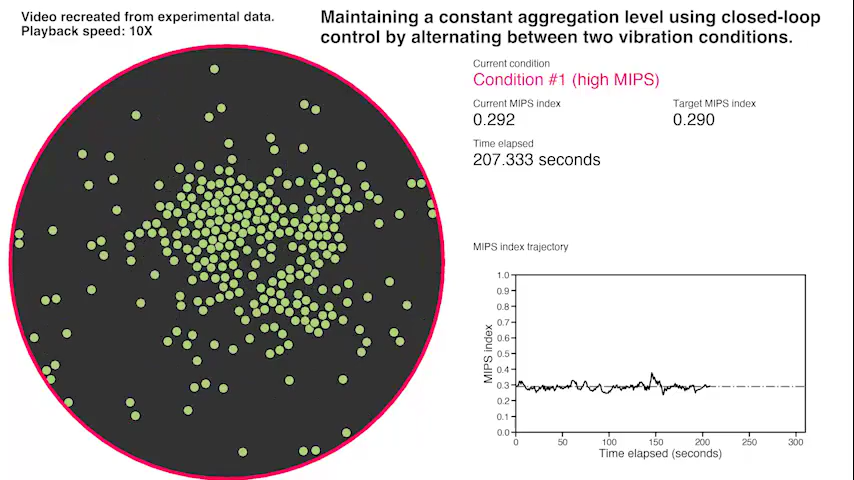 Video recreated from experimental data.
Playback speed: 10X
Maintaining a constant aggregation level using closed-loop
control by alternating between two vibration conditions.
Current condition
Condition #1 (high MIPS)
Current MIPS index
Target MIPS index
0.292
0.290
Time elapsed
207.333 seconds
MIPS index trajectory
1.0
0.9
0.8
0.7
0.6
0.5
0.4
0.3
0.2
0.1
0.0
MIPS index
0 50 100 150 200 250 300
Time elapsed (seconds)